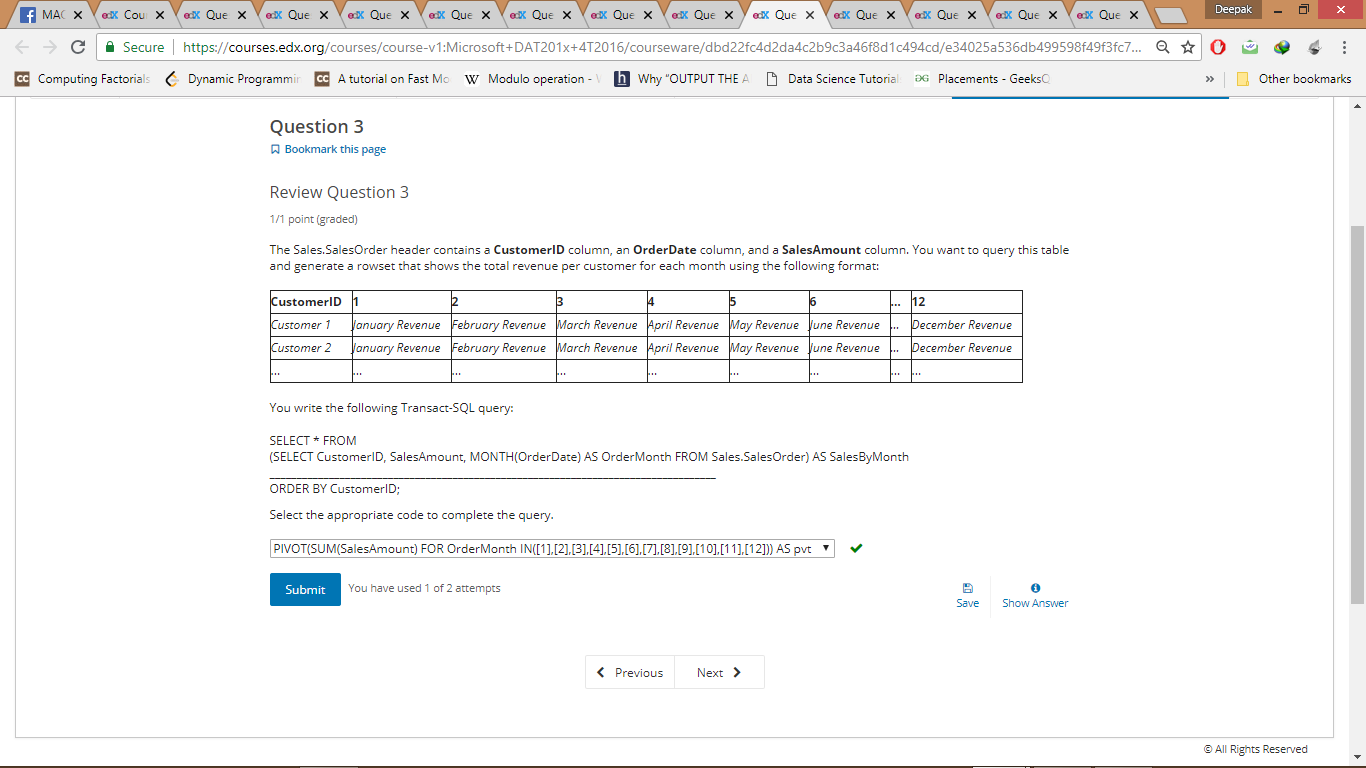 MAC Cou Que Que Que Que Que Que Que Que Que Que Que Que Deepak
Secure https://courses.edx.org/courses/course-v1:Microsoft+DAT201x+4T2016/courseware/dbd22fc4d2da4c2b9c3a46f8d1c494cd/e34025a536db499598f49f3fc7...
Computing Factorials Dynamic Programmin A tutorial on Fast Mo Modulo operation - Why "OUTPUT THE A Data Science Tutorial Placements - GeeksQ » Other bookmarks
Question 3
Bookmark this page
Review Question 3
1/1 point (graded)
The Sales.SalesOrder header contains a CustomerID column, an OrderDate column, and a SalesAmount column. You want to query this table
and generate a rowset that shows the total revenue per customer for each month using the following format:
CustomerID 1 2 3 4 5 6 ... 12
Customer 1 January Revenue February Revenue March Revenue April Revenue May Revenue June Revenue ... December Revenue
Customer 2 January Revenue February Revenue March Revenue April Revenue May Revenue June Revenue ... December Revenue
... ... ... ... ... ... ... ... ...
You write the following Transact-SQL query:
SELECT * FROM
(SELECT CustomerID, SalesAmount, MONTH(OrderDate) AS OrderMonth FROM Sales.SalesOrder) AS SalesByMonth
ORDER BY CustomerID;
Select the appropriate code to complete the query.
PIVOT(SUM(SalesAmount) FOR OrderMonth IN([1],[2],[3],[4],[5],[6],[7],[8],[9],[10],[11],[12])) AS pvt
Submit You have used 1 of 2 attempts
Save Show Answer
Previous Next
© All Rights Reserved